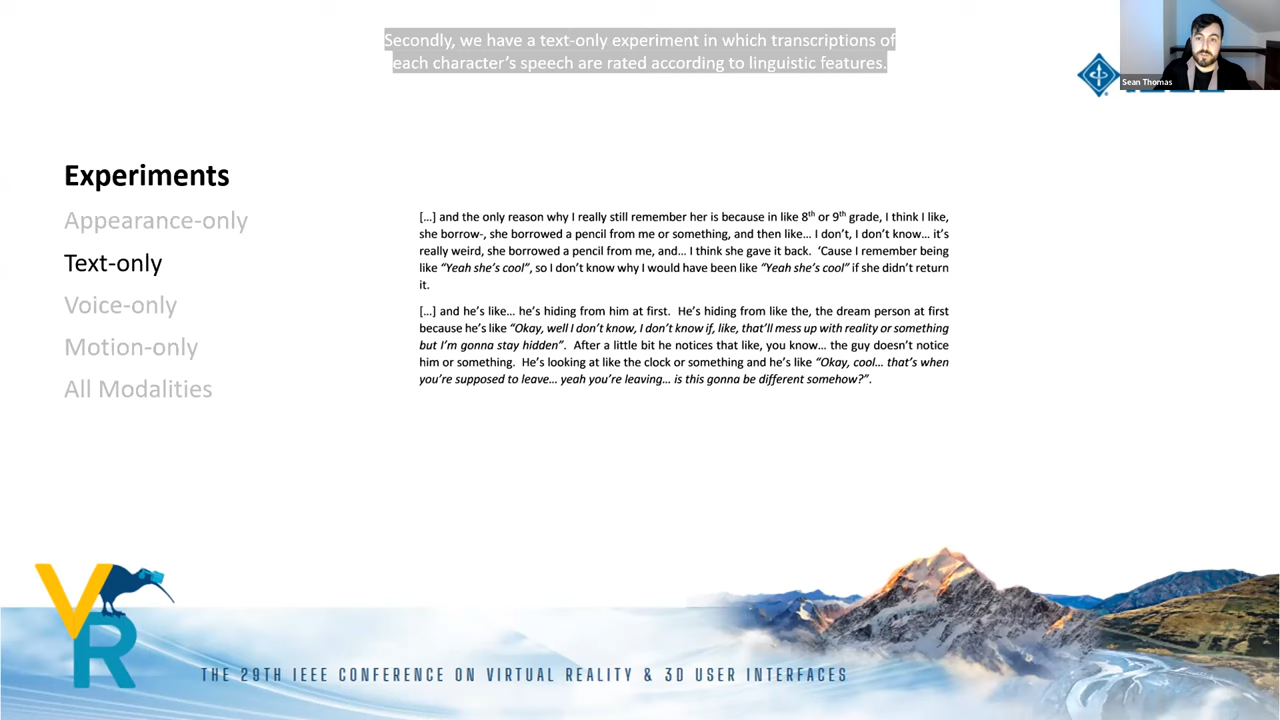 Secondly, we have a text-only experiment in which transcriptions of
each character's speech are rated according to linguistic features.
Sean Thomas
Experiments
Appearance-only
Text-only
Voice-only
Motion-only
All Modalities
[...] and the only reason why I really still remember her is because in like 8th or 9th grade, I think I like,
she borrow-, she borrowed a pencil from me or something, and then like... I don't, I don't know... it's
really weird, she borrowed a pencil from me, and... I think she gave it back. 'Cause I remember being
like "Yeah she's cool", so I don't know why I would have been like "Yeah she's cool" if she didn't return
it.
[...] and he's like... he's hiding from him at first. He's hiding from like the, the dream person at first
because he's like "Okay, well I don't know, I don't know if, like, that'll mess up with reality or something
but I'm gonna stay hidden". After a little bit he notices that like, you know... the guy doesn't notice
him or something. He's looking at like the clock or something and he's like "Okay, cool... that's when
you're supposed to leave... yeah you're leaving... is this gonna be different somehow?".
VR
THE 29TH IEEE CONFERENCE ON VIRTUAL REALITY & 3D USER INTERFACES